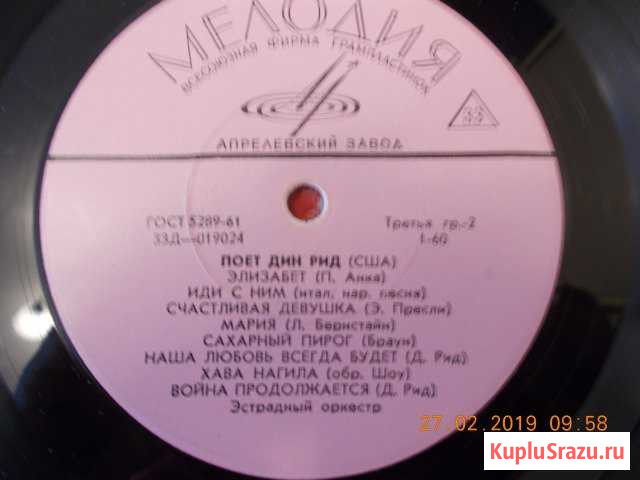 МЕЛОДИЯ
ВСЕСОЮЗНАЯ ФИРМА ГРАМПЛАСТИНОК
33
АПРЕЛЕВСКИЙ ЗАВОД
ГОСТ 5289-61 Третья гр.-2
33Д—019024 1-60
ПОЕТ ДИН РИД (США)
ЭЛИЗАБЕТ (П. Анка)
ИДИ С НИМ (итал. нар. песня)
СЧАСТЛИВАЯ ДЕВУШКА (Э. Пресли)
МАРИЯ (Л. Бернстайн)
САХАРНЫЙ ПИРОГ (Браун)
НАША ЛЮБОВЬ ВСЕГДА БУДЕТ (Д. Рид)
ХАВА НАГИЛА (обр. Шоу)
ВОЙНА ПРОДОЛЖАЕТСЯ (Д. Рид)
Эстрадный оркестр
27.02.2019 09:58
KupluSrazu.ru